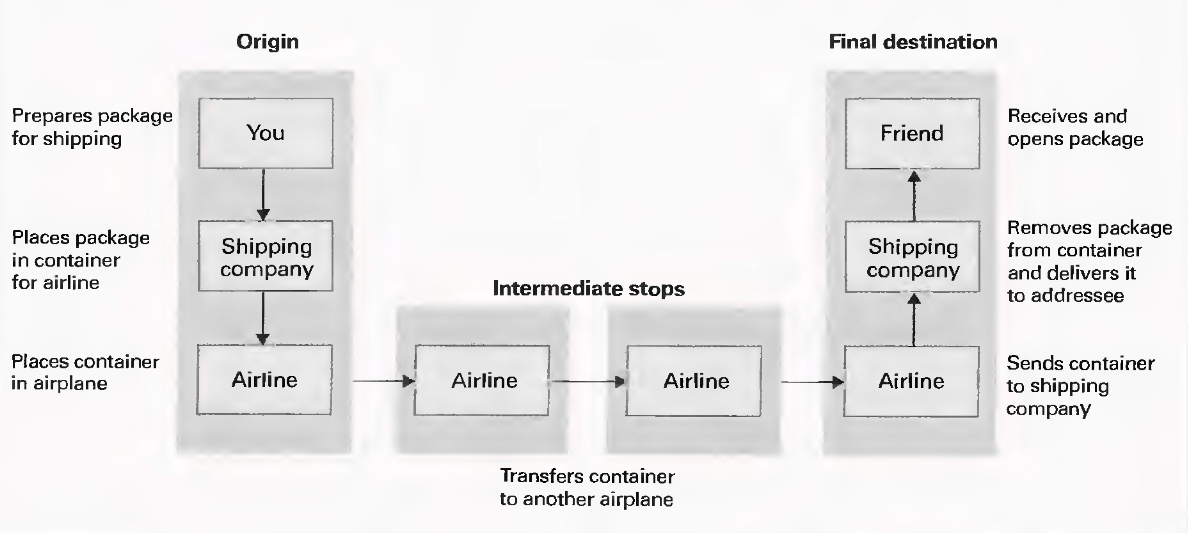 Origin
Final destination
Prepares package
for shipping
You
Friend
Receives and
opens package
Places package
in container
for airline
Shipping
company
Shipping
company
Removes package
from container
and delivers it
to addressee
Intermediate stops
Places container
in airplane
Airline
Airline
Airline
Airline
Sends container
to shipping
company
Transfers container
to another airplane